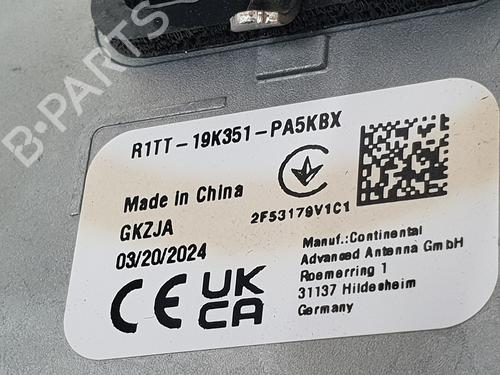 B-PARTS
R1TT-19K351-PA5KBX
Made in China
GKZJA
03/20/2024
2F53179V1C1
CE UK CA
Manuf.:Continental
Advanced Antenna GmbH
Roemerring 1
31137 Hildesheim
Germany